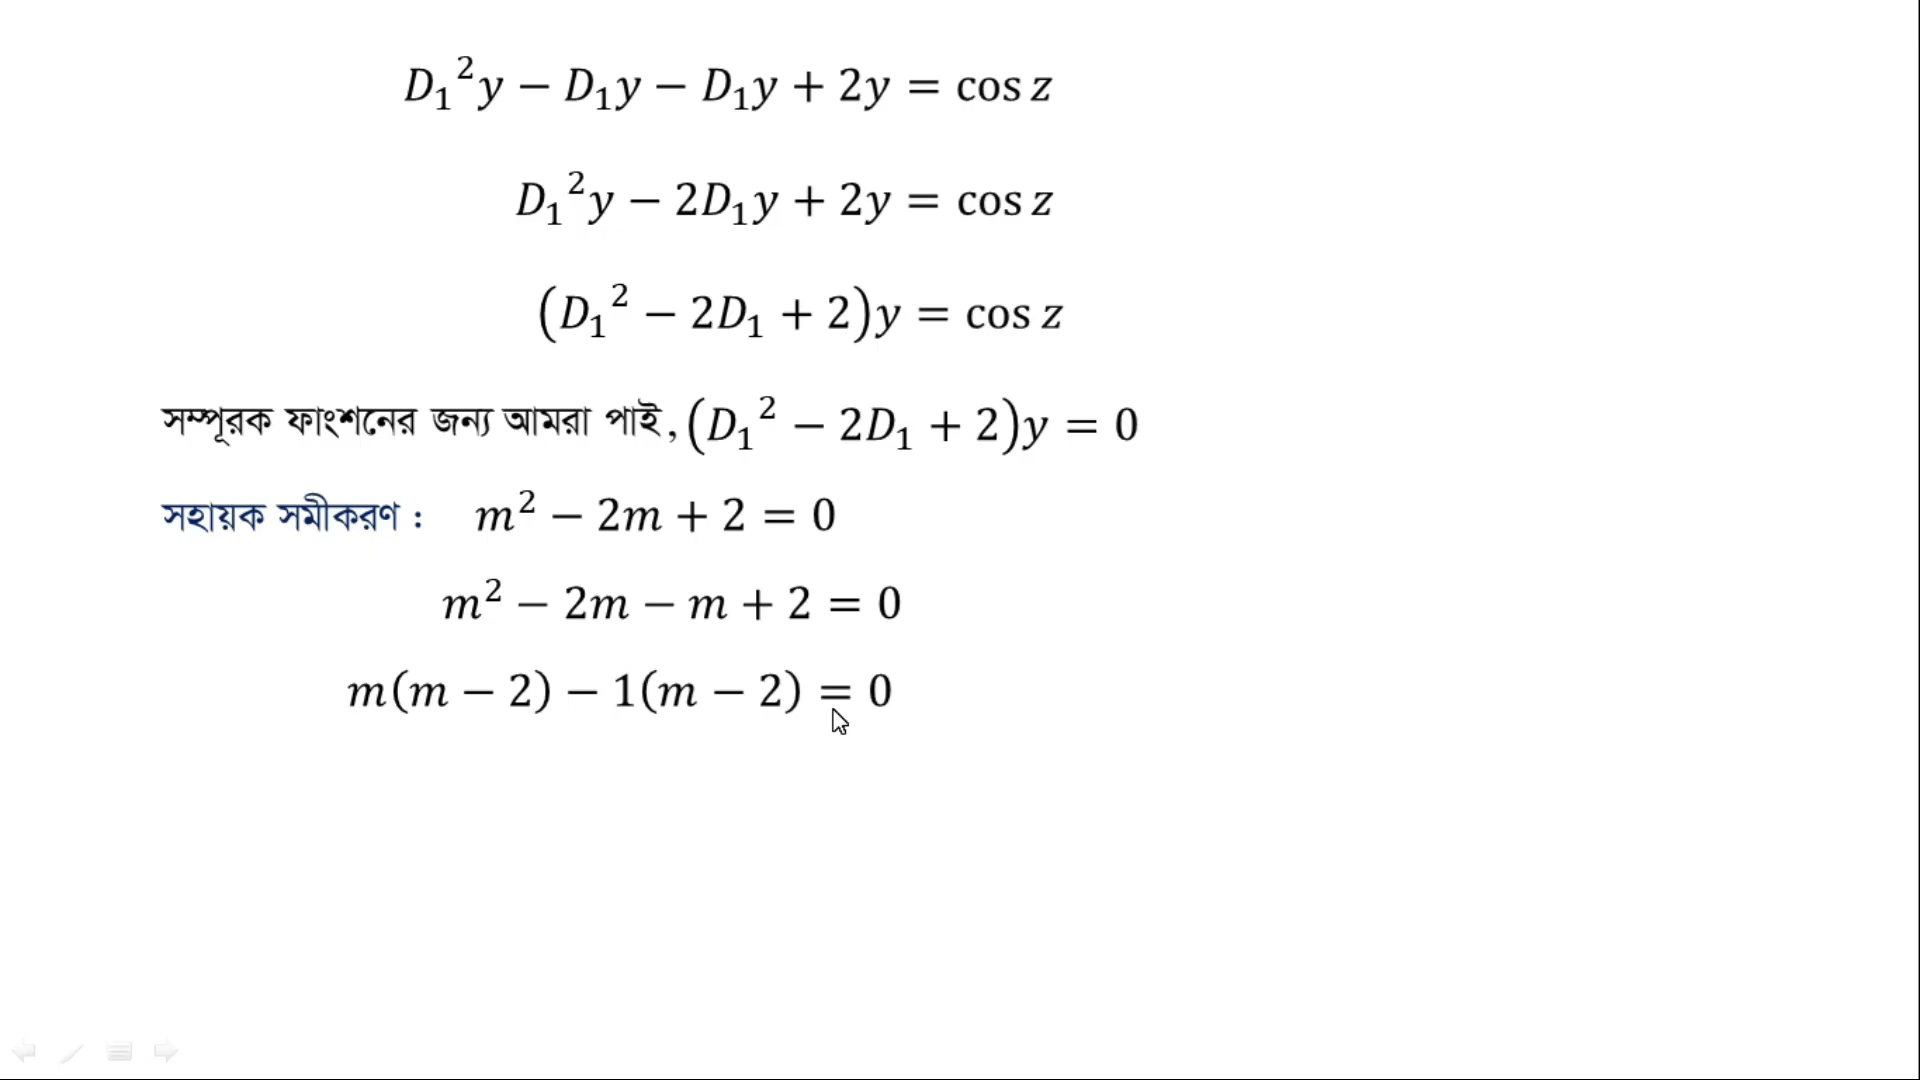 D₁²y − D₁y − D₁y + 2y = cos z
D₁²y − 2D₁y + 2y = cos z
(D₁² − 2D₁ + 2)y = cos z
সম্পূরক ফাংশনের জন্য আমরা পাই, (D₁² − 2D₁ + 2)y = 0
সহায়ক সমীকরণ : m² − 2m + 2 = 0
m² − 2m − m + 2 = 0
m(m − 2) − 1(m − 2) = 0